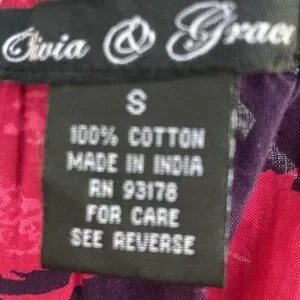 Olivia & Grace
S
100% COTTON
MADE IN INDIA
RN 93178
FOR CARE
SEE REVERSE